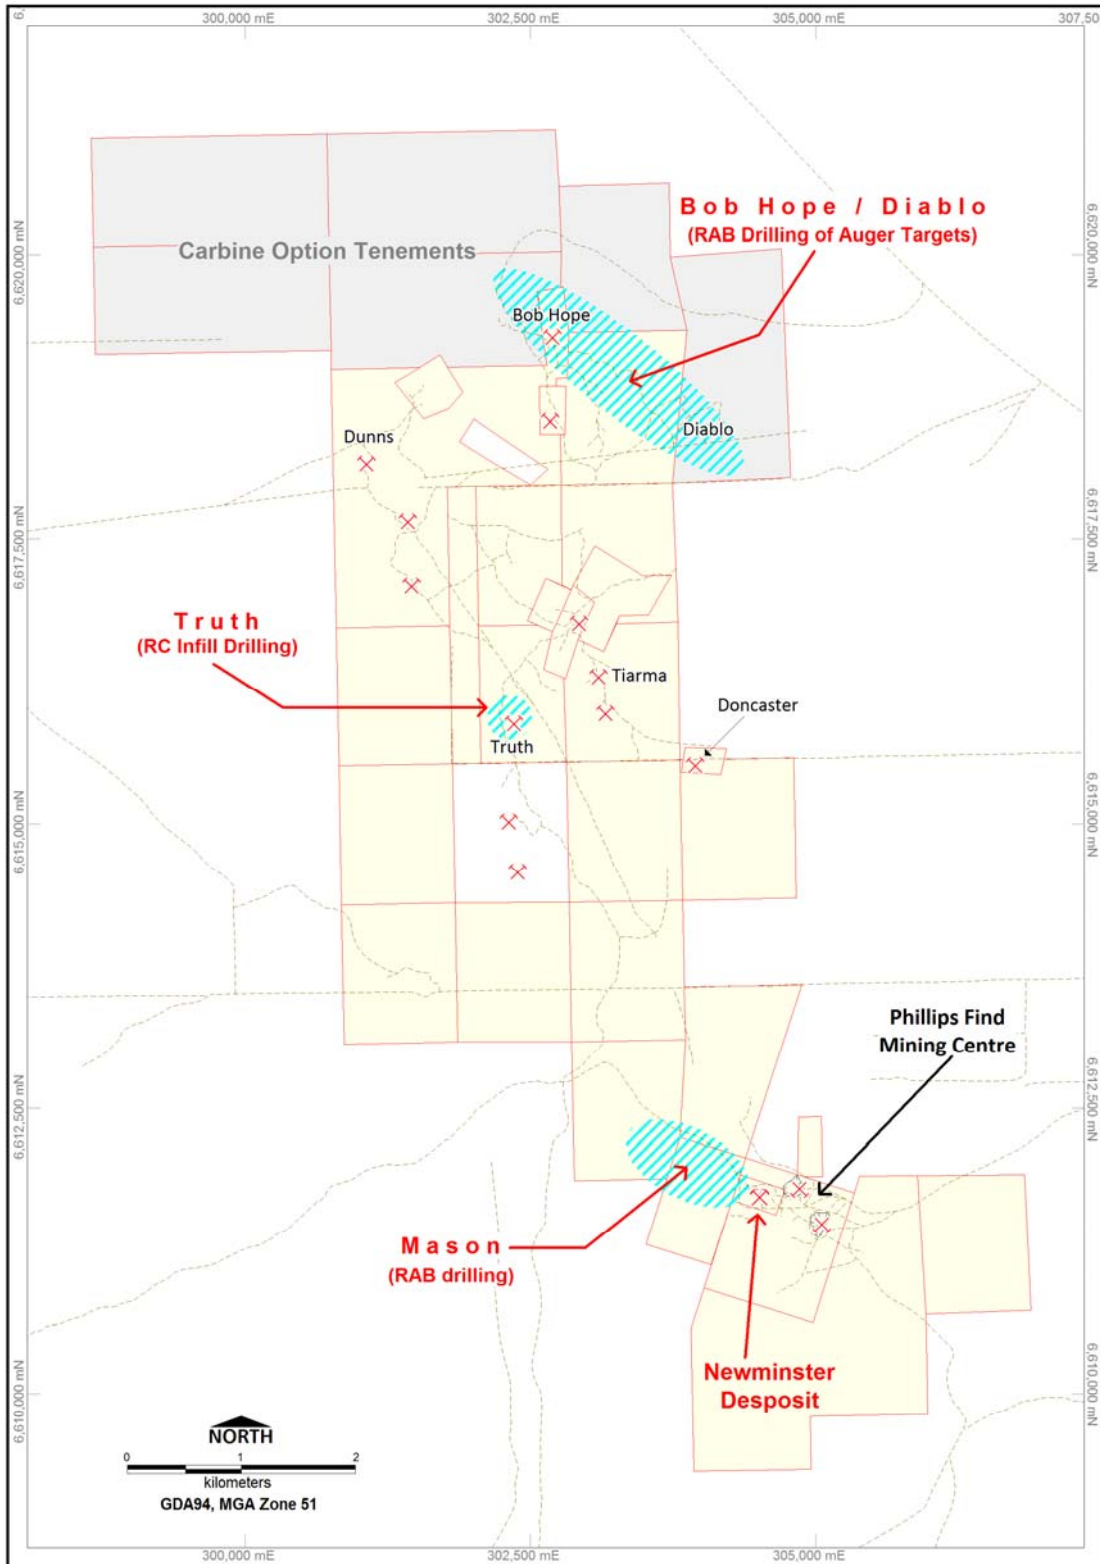 6,
300,000 mE
302,500 mE
305,000 mE
307,50
6,620,000 mN
6,620,000 mN
Bob Hope / Diablo
(RAB Drilling of Auger Targets)
Carbine Option Tenements
Bob Hope
Diablo
Dunns
6,617,500 mN
6,617,500 mN
Truth
(RC Infill Drilling)
Tiarma
Doncaster
Truth
6,615,000 mN
6,615,000 mN
Phillips Find
Mining Centre
6,612,500 mN
6,612,500 mN
Mason
(RAB drilling)
Newminster
Desposit
6,610,000 mN
6,610,000 mN
NORTH
0 1 2
kilometers
GDA94, MGA Zone 51
300,000 mE
302,500 mE
305,000 mE